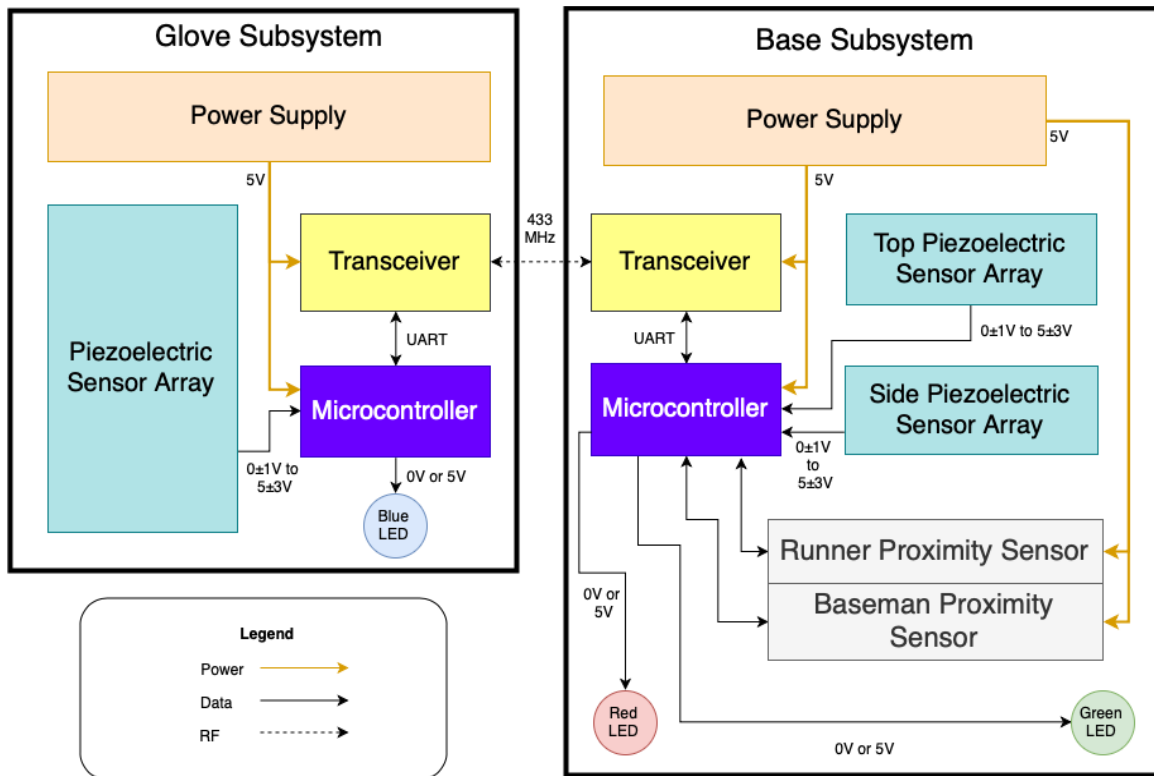 Glove Subsystem
Power Supply
5V
Transceiver
UART
Piezoelectric
Sensor Array
Microcontroller
0±1V to
5±3V
0V or 5V
Blue
LED
433
MHz
Base Subsystem
Power Supply
5V
5V
Transceiver
Top Piezoelectric
Sensor Array
UART
0±1V to 5±3V
Microcontroller
Side Piezoelectric
Sensor Array
0±1V
to
5±3V
Runner Proximity Sensor
Baseman Proximity
Sensor
0V or
5V
Red
LED
Green
LED
0V or 5V
Legend
Power
Data
RF